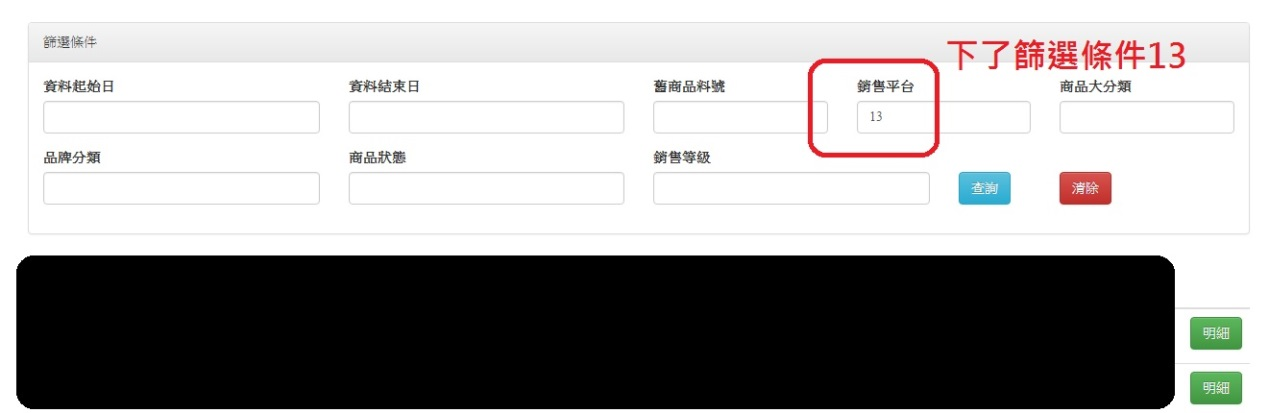 篩選條件
下了篩選條件13
資料起始日 資料結束日 舊商品料號 銷售平台 商品大分類
13
品牌分類 商品狀態 銷售等級
查詢 清除
明細
明細